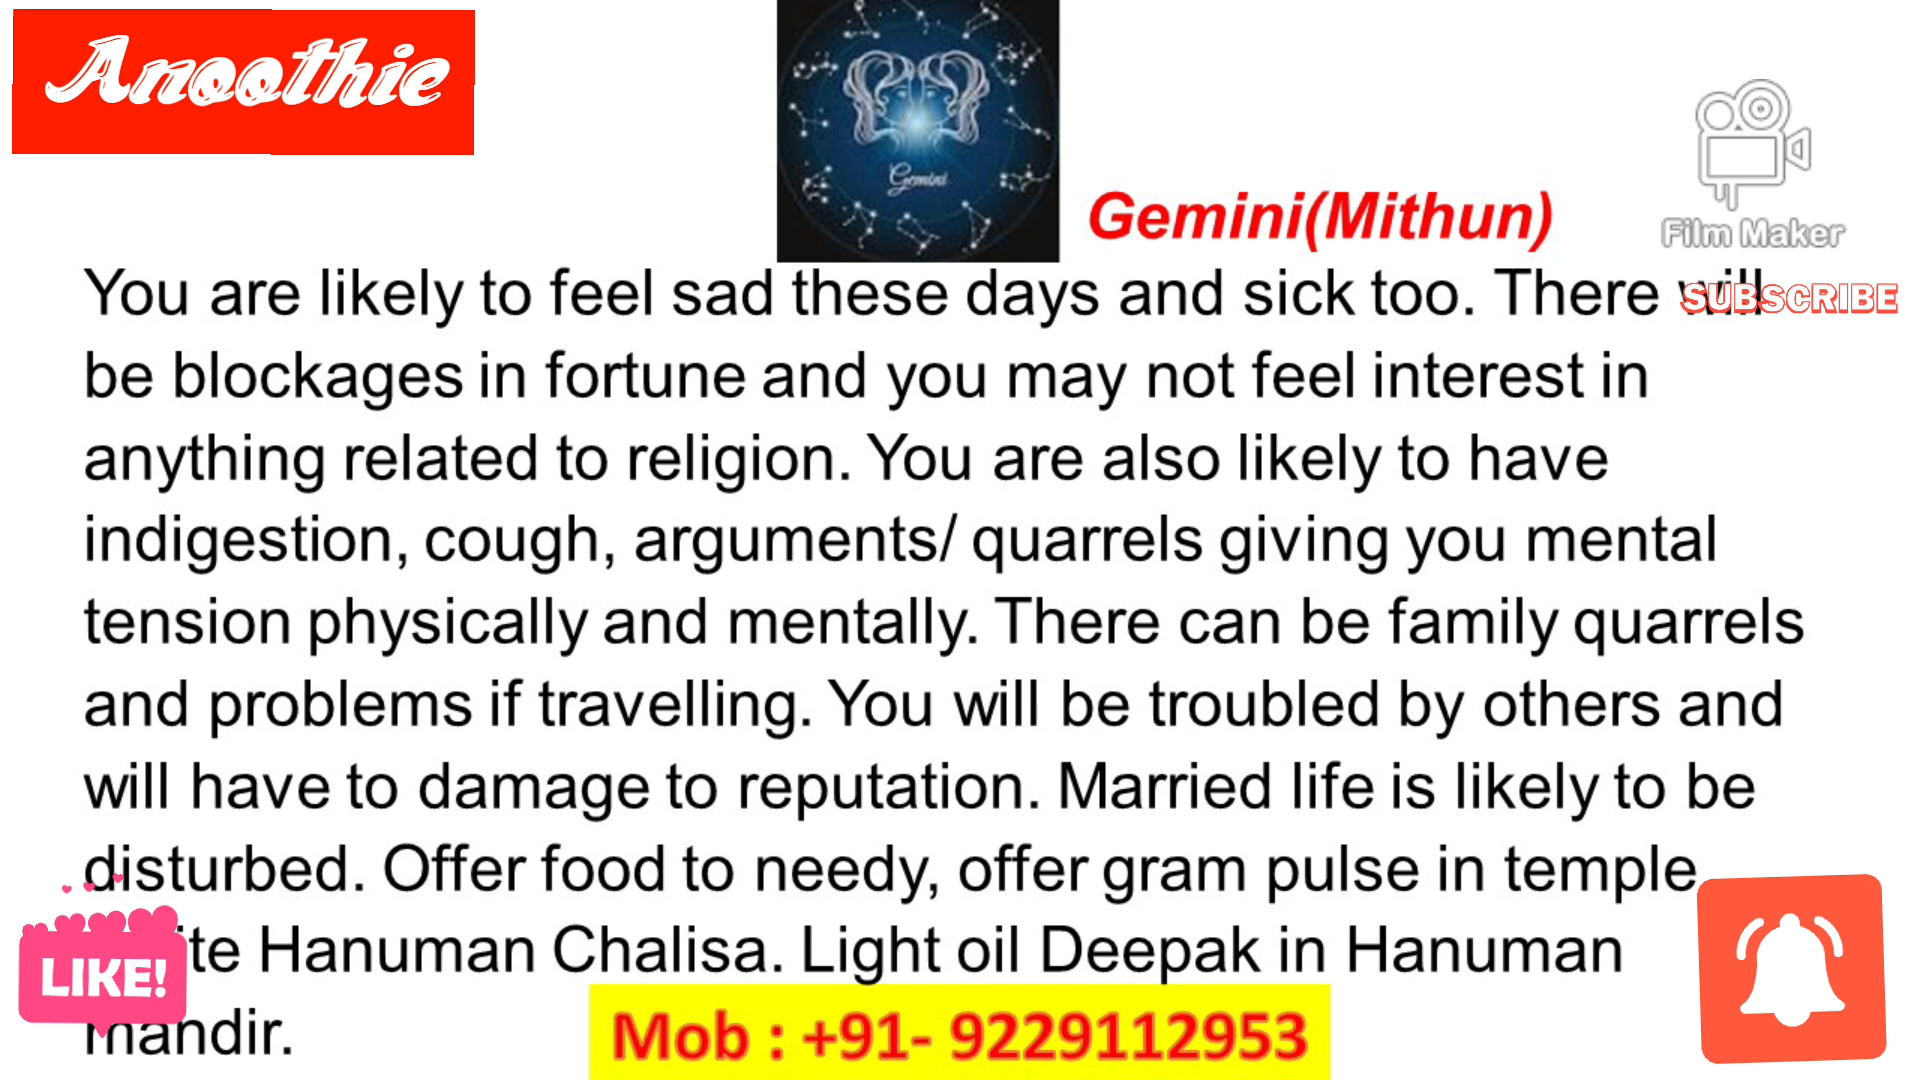 Anoothie
Gemini
Gemini(Mithun)
Film Maker
SUBSCRIBE
You are likely to feel sad these days and sick too. There will
be blockages in fortune and you may not feel interest in
anything related to religion. You are also likely to have
indigestion, cough, arguments/ quarrels giving you mental
tension physically and mentally. There can be family quarrels
and problems if travelling. You will be troubled by others and
will have to damage to reputation. Married life is likely to be
disturbed. Offer food to needy, offer gram pulse in temple
Hanuman Chalisa. Light oil Deepak in Hanuman
mandir.
LIKE!
Mob : +91- 9229112953